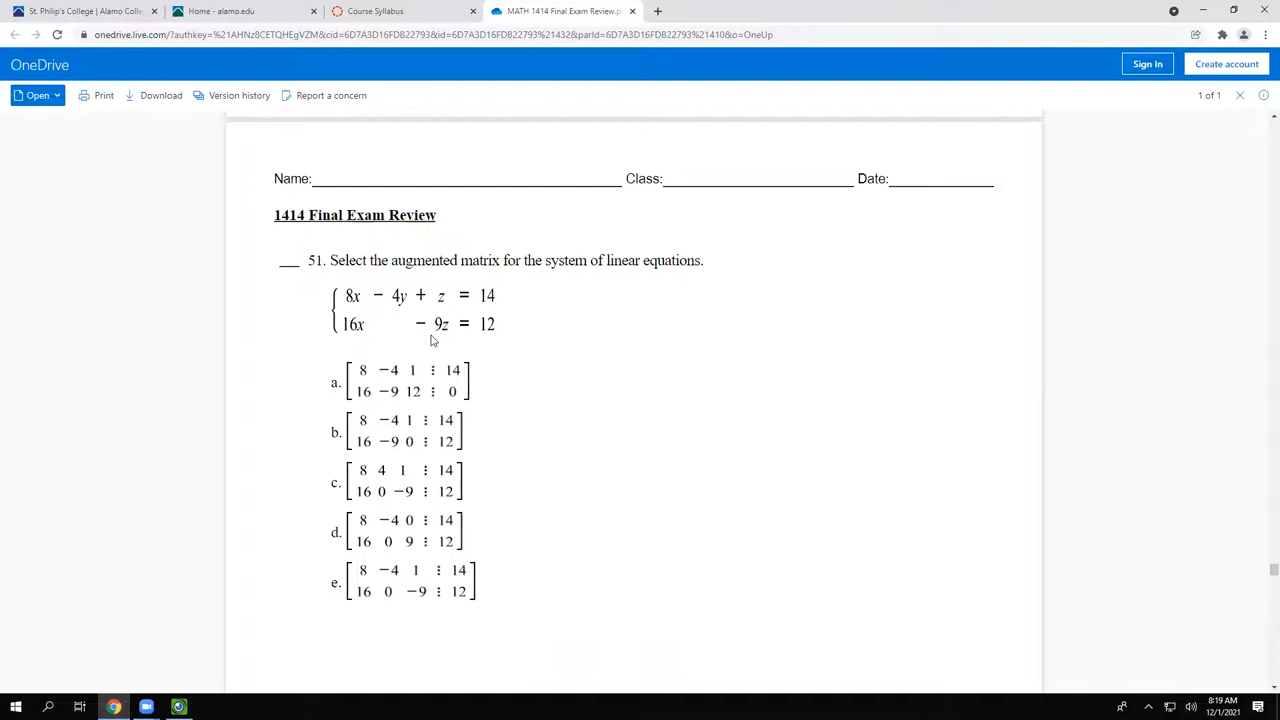 St. Philip's College | Alamo Colle
Home - alamo.edu
Course Syllabus
MATH 1414 Final Exam Review.p
onedrive.live.com/?authkey=%21AHNz8CETQHEgVZM&cid=6D7A3D16FDB22793&id=6D7A3D16FDB22793%21432&parId=6D7A3D16FDB22793%21410&o=OneUp
OneDrive
Sign In
Create account
Open
Print
Download
Version history
Report a concern
1 of 1
Name: Class: Date:
1414 Final Exam Review
___ 51. Select the augmented matrix for the system of linear equations.
8x − 4y + z = 14
16x − 9z = 12
a. [ 8 −4 1 ⋮ 14
16 −9 12 ⋮ 0 ]
b. [ 8 −4 1 ⋮ 14
16 −9 0 ⋮ 12 ]
c. [ 8 4 1 ⋮ 14
16 0 −9 ⋮ 12 ]
d. [ 8 −4 0 ⋮ 14
16 0 9 ⋮ 12 ]
e. [ 8 −4 1 ⋮ 14
16 0 −9 ⋮ 12 ]
8:19 AM
12/1/2021